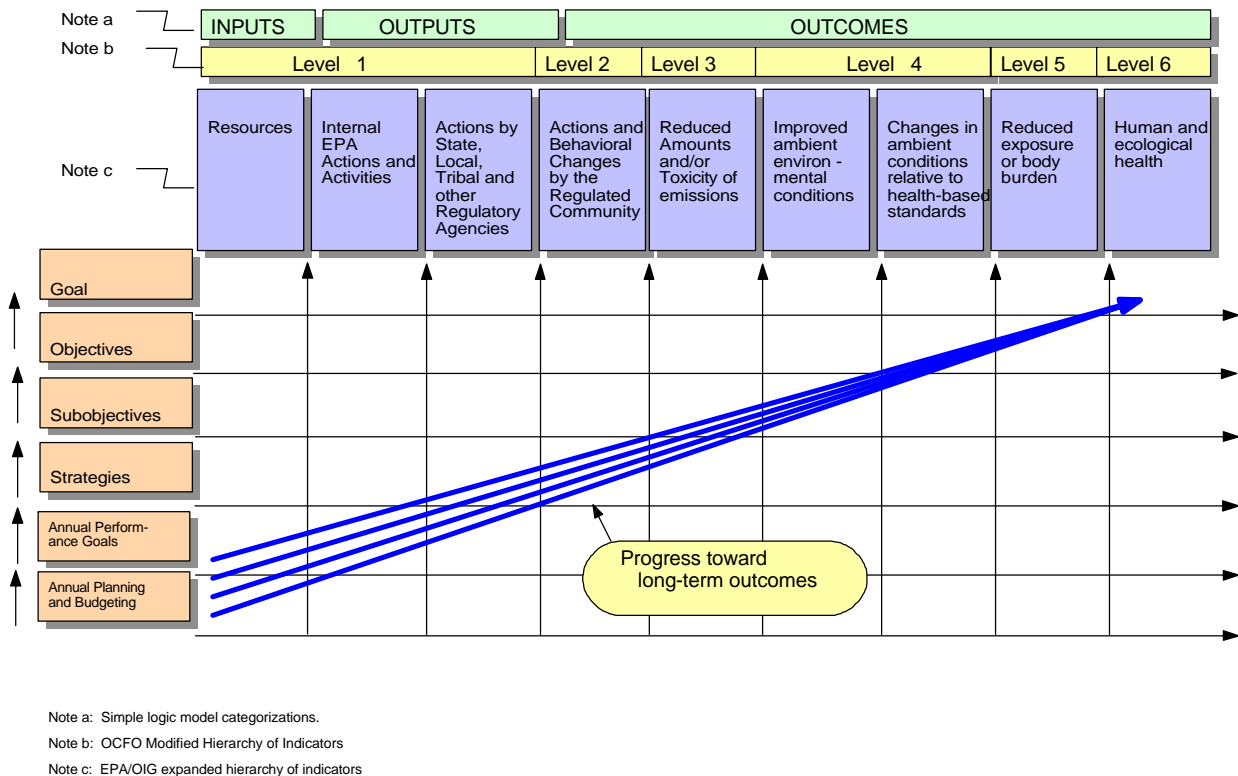 Note a
INPUTS
OUTPUTS
OUTCOMES
Note b
Level 1
Level 2
Level 3
Level 4
Level 5
Level 6
Note c
Resources
Internal
EPA
Actions and
Activities
Actions by
State,
Local,
Tribal and
other
Regulatory
Agencies
Actions and
Behavioral
Changes
by the
Regulated
Community
Reduced
Amounts
and/or
Toxicity of
emissions
Improved
ambient
environ -
mental
conditions
Changes in
ambient
conditions
relative to
health-based
standards
Reduced
exposure
or body
burden
Human and
ecological
health
Goal
Objectives
Subobjectives
Strategies
Annual Perform-
ance Goals
Annual Planning
and Budgeting
Progress toward
long-term outcomes
Note a: Simple logic model categorizations.
Note b: OCFO Modified Hierarchy of Indicators
Note c: EPA/OIG expanded hierarchy of indicators